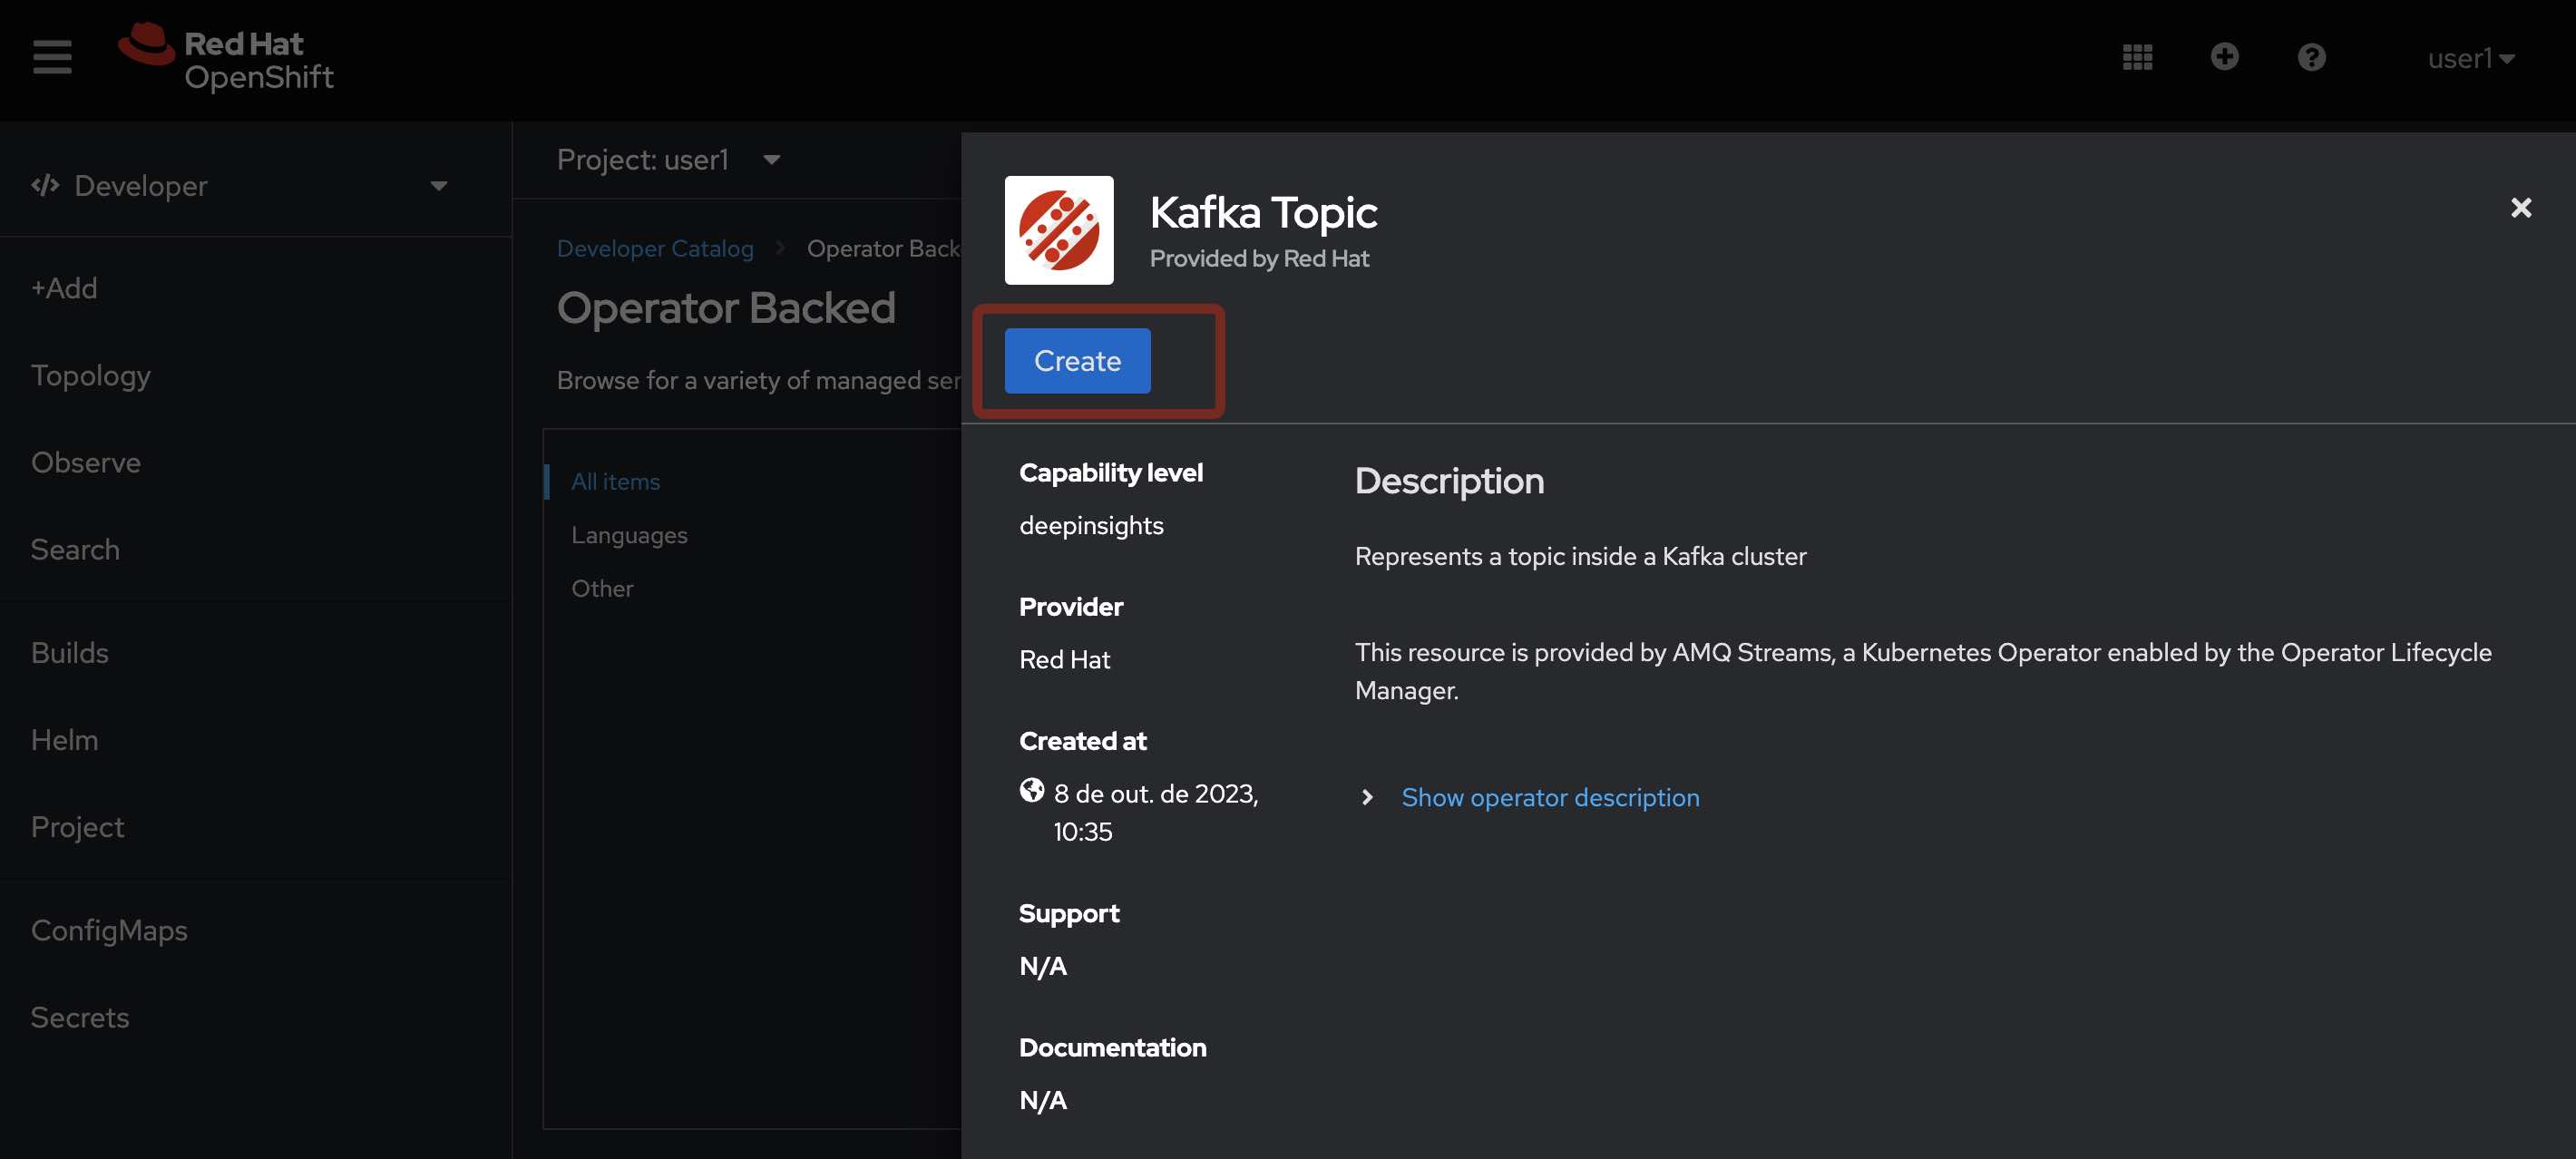 Red Hat
OpenShift
user1
Developer
+Add
Topology
Observe
Search
Builds
Helm
Project
ConfigMaps
Secrets
Project: user1
Developer Catalog
Operator Back
Operator Backed
Browse for a variety of managed ser
All items
Languages
Other
Kafka Topic
Provided by Red Hat
Create
Capability level
deepinsights
Provider
Red Hat
Created at
8 de out. de 2023,
10:35
Support
N/A
Documentation
N/A
Description
Represents a topic inside a Kafka cluster
This resource is provided by AMQ Streams, a Kubernetes Operator enabled by the Operator Lifecycle
Manager.
Show operator description